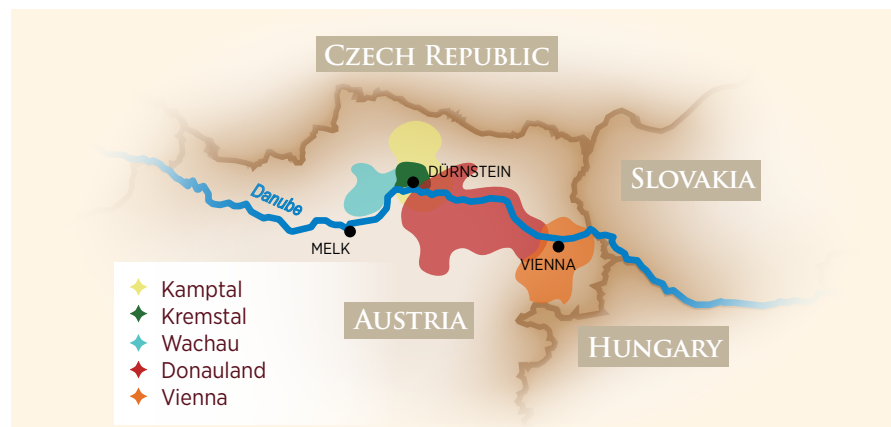 CZECH REPUBLIC
DÜRNSTEIN
SLOVAKIA
Danube
MELK
VIENNA
Kamptal
Kremstal
Wachau
Donauland
Vienna
AUSTRIA
HUNGARY